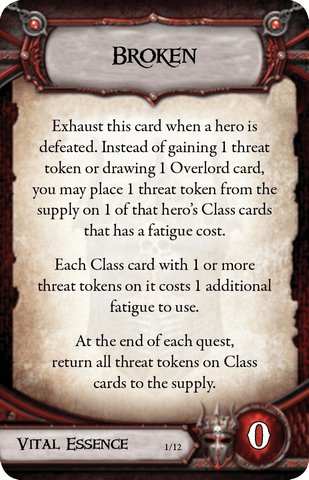 BROKEN
Exhaust this card when a hero is
defeated. Instead of gaining 1 threat
token or drawing 1 Overlord card,
you may place 1 threat token from the
supply on 1 of that hero's Class cards
that has a fatigue cost.
Each Class card with 1 or more
threat tokens on it costs 1 additional
fatigue to use.
At the end of each quest,
return all threat tokens on Class
cards to the supply.
VITAL ESSENCE 1/12 0